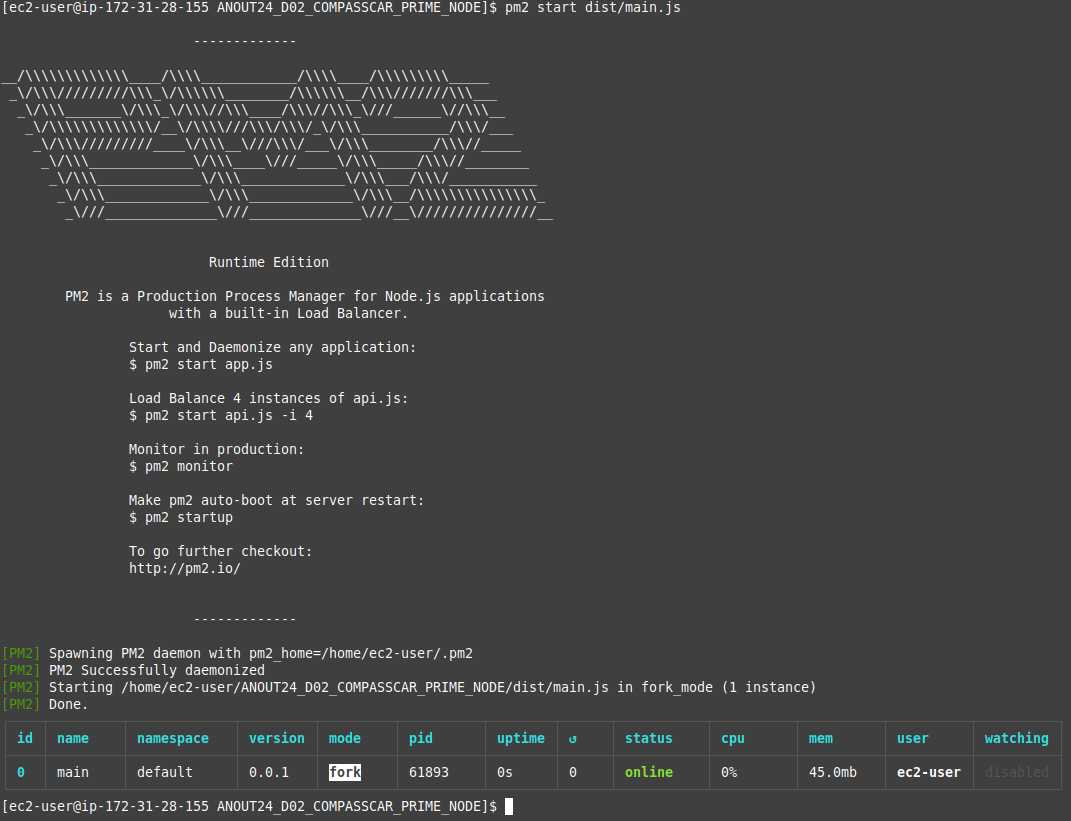 [ec2-user@ip-172-31-28-155 ANOUT24_D02_COMPASSCAR_PRIME_NODE]$ pm2 start dist/main.js
-------------
__/\\\\\\\\\\\\\____/\\\\____________/\\\\____/\\\\\\\\\_____
_\/\\\/////////\\\_\/\\\\\\________/\\\\\\__/\\\///////\\\___
_\/\\\_______\/\\\_\/\\\//\\\____/\\\//\\\_\///______\//\\\__
_\/\\\\\\\\\\\\\/__\/\\\\///\\\/\\\/_\/\\\___________/\\\/___
_\/\\\/////////____\/\\\__\///\\\/___\/\\\________/\\\//_____
_\/\\\_____________\/\\\____\///_____\/\\\_____/\\\//________
_\/\\\_____________\/\\\_____________\/\\\___/\\\/___________
_\/\\\_____________\/\\\_____________\/\\\__/\\\\\\\\\\\\\\\_
_\///______________\///______________\///__\///////////////__
Runtime Edition
PM2 is a Production Process Manager for Node.js applications
with a built-in Load Balancer.
Start and Daemonize any application:
$ pm2 start app.js
Load Balance 4 instances of api.js:
$ pm2 start api.js -i 4
Monitor in production:
$ pm2 monitor
Make pm2 auto-boot at server restart:
$ pm2 startup
To go further checkout:
http://pm2.io/
-------------
[PM2] Spawning PM2 daemon with pm2_home=/home/ec2-user/.pm2
[PM2] PM2 Successfully daemonized
[PM2] Starting /home/ec2-user/ANOUT24_D02_COMPASSCAR_PRIME_NODE/dist/main.js in fork_mode (1 instance)
[PM2] Done.
id name namespace version mode pid uptime ↺ status cpu mem user watching
0 main default 0.0.1 fork 61893 0s 0 online 0% 45.0mb ec2-user disabled
[ec2-user@ip-172-31-28-155 ANOUT24_D02_COMPASSCAR_PRIME_NODE]$